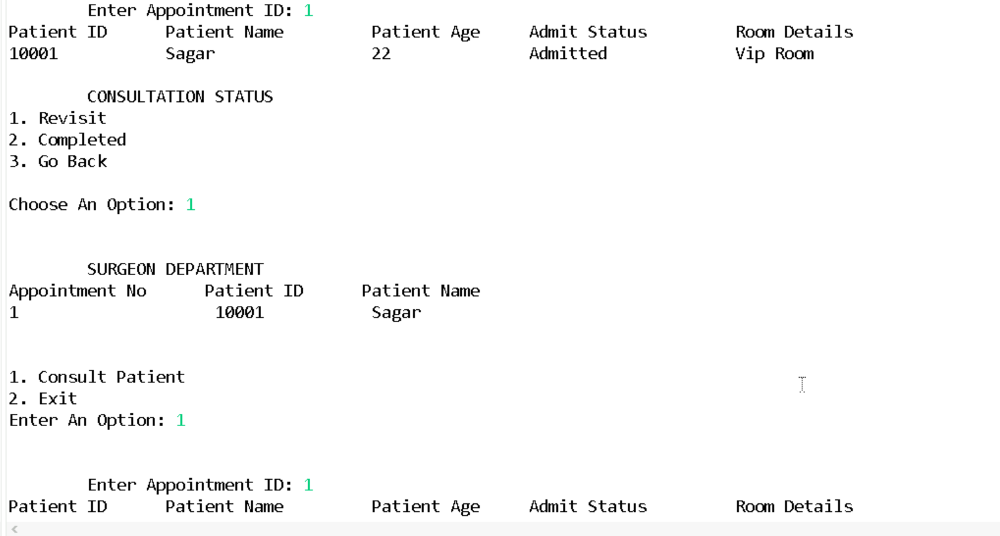 Enter Appointment ID: 1
Patient ID Patient Name Patient Age Admit Status Room Details
10001 Sagar 22 Admitted Vip Room
CONSULTATION STATUS
1. Revisit
2. Completed
3. Go Back
Choose An Option: 1
SURGEON DEPARTMENT
Appointment No Patient ID Patient Name
1 10001 Sagar
1. Consult Patient
2. Exit
Enter An Option: 1
Enter Appointment ID: 1
Patient ID Patient Name Patient Age Admit Status Room Details